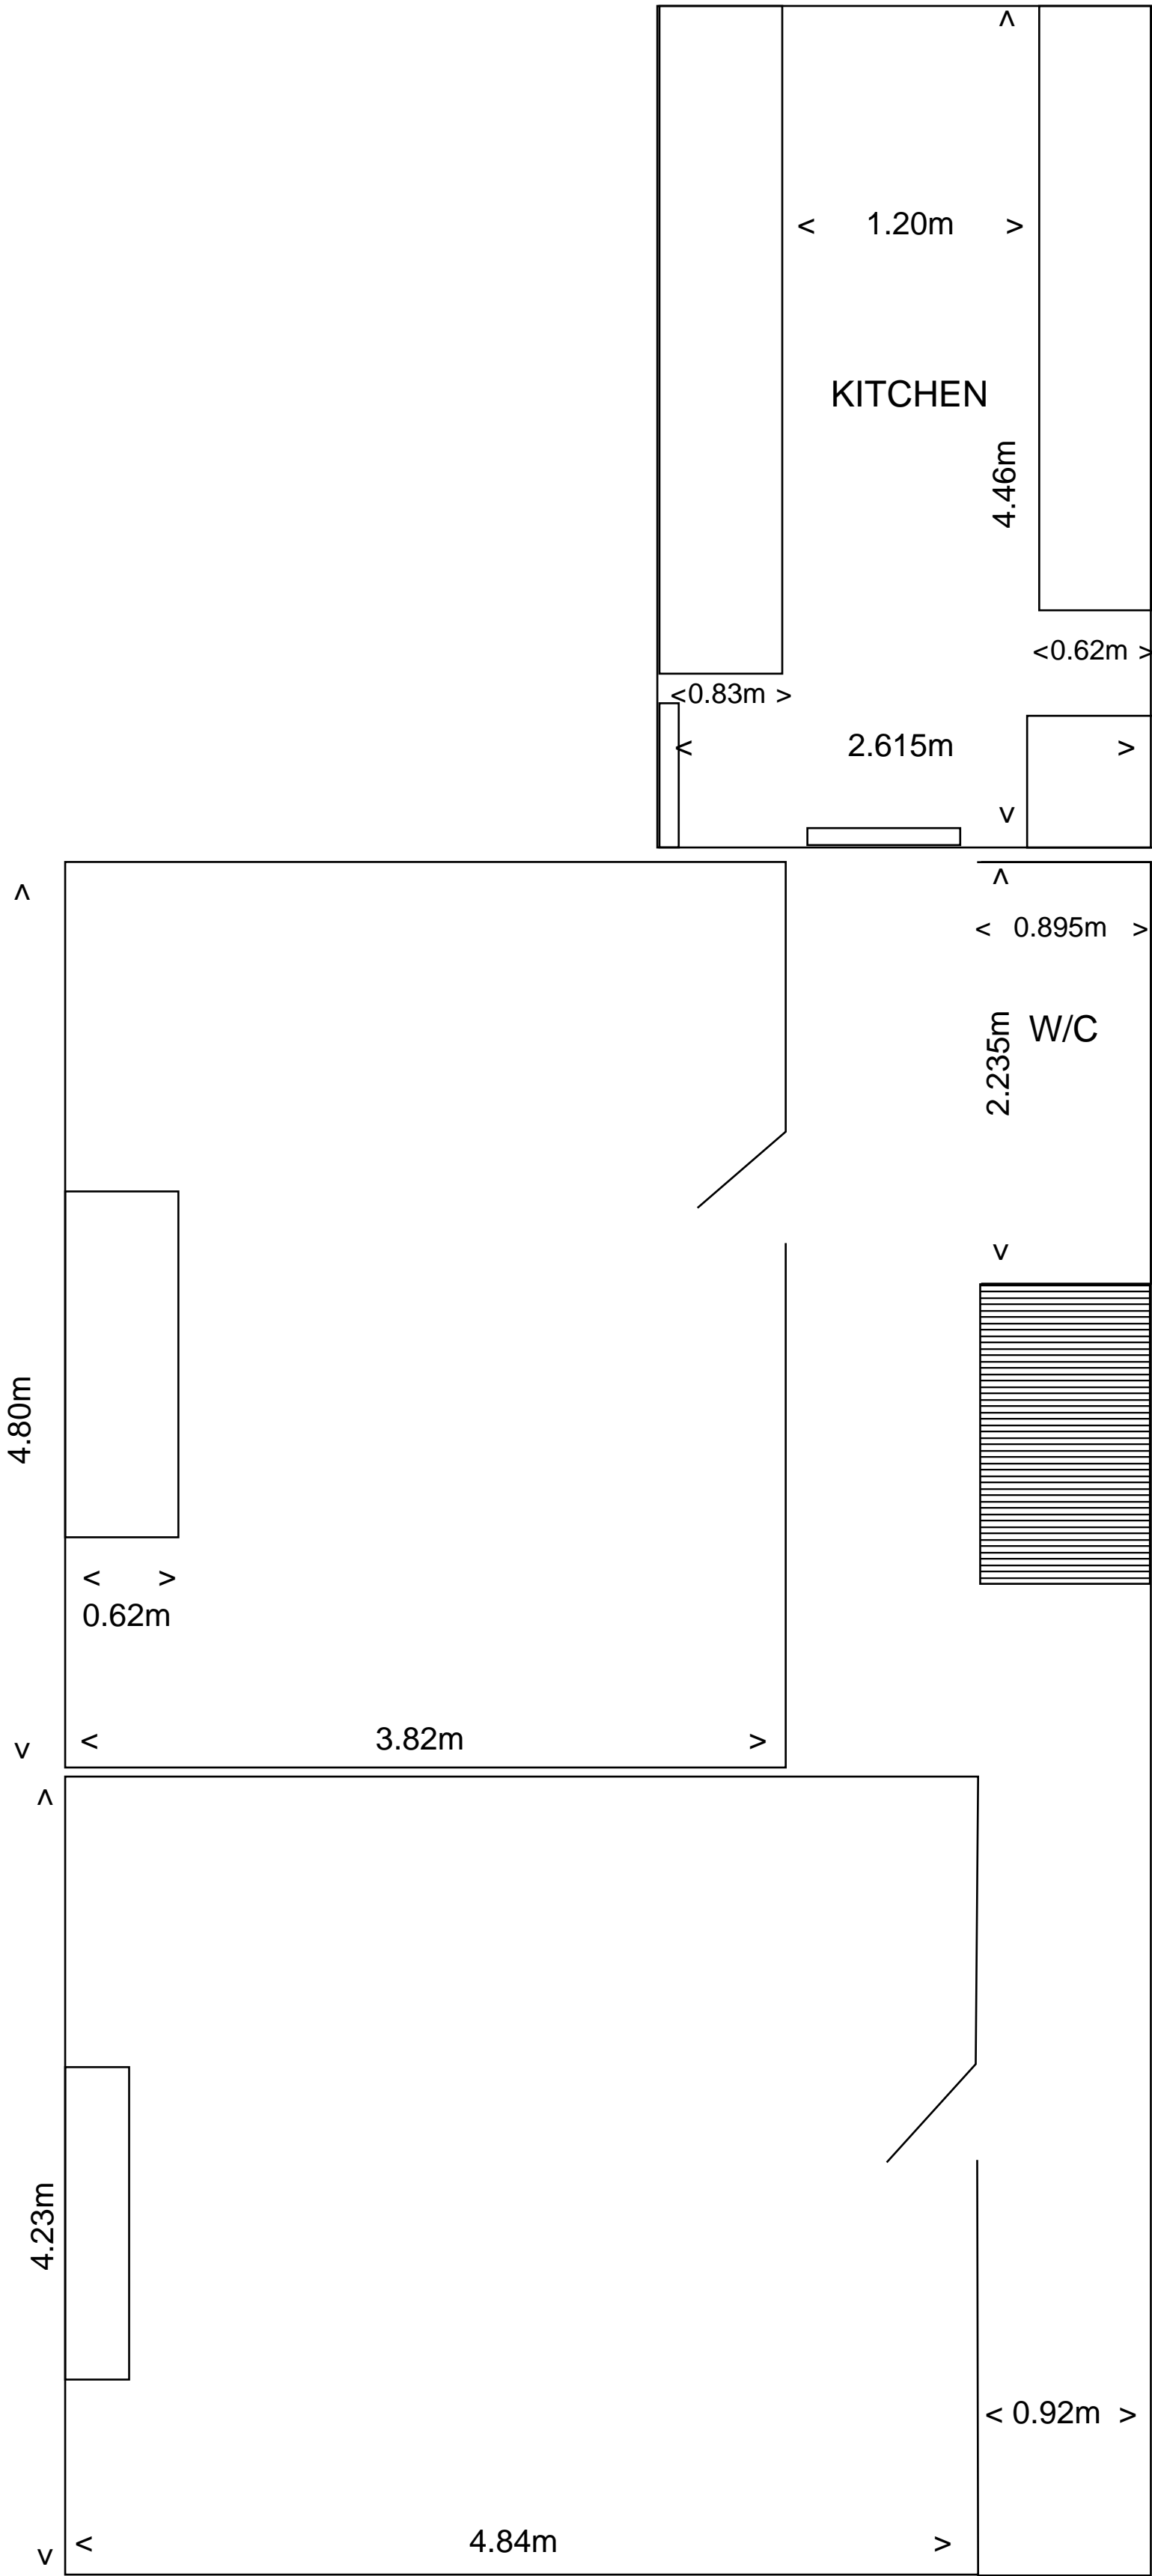 < 1.20m >
KITCHEN
4.46m
<0.62m >
<0.83m >
< 2.615m >
< 0.895m >
W/C
2.235m
4.80m
< >
0.62m
< 3.82m >
4.23m
< 0.92m >
< 4.84m >